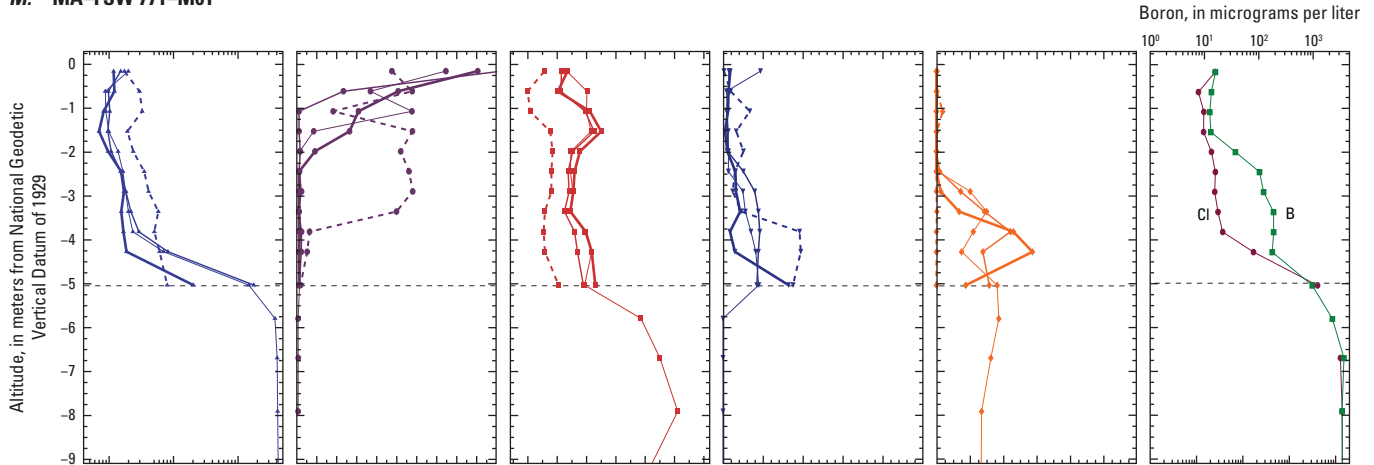 Boron, in micrograms per liter
10⁰ 10¹ 10² 10³
Altitude, in meters from National Geodetic
Vertical Datum of 1929
0
–1
–2
–3
–4
–5
–6
–7
–8
–9
Cl B